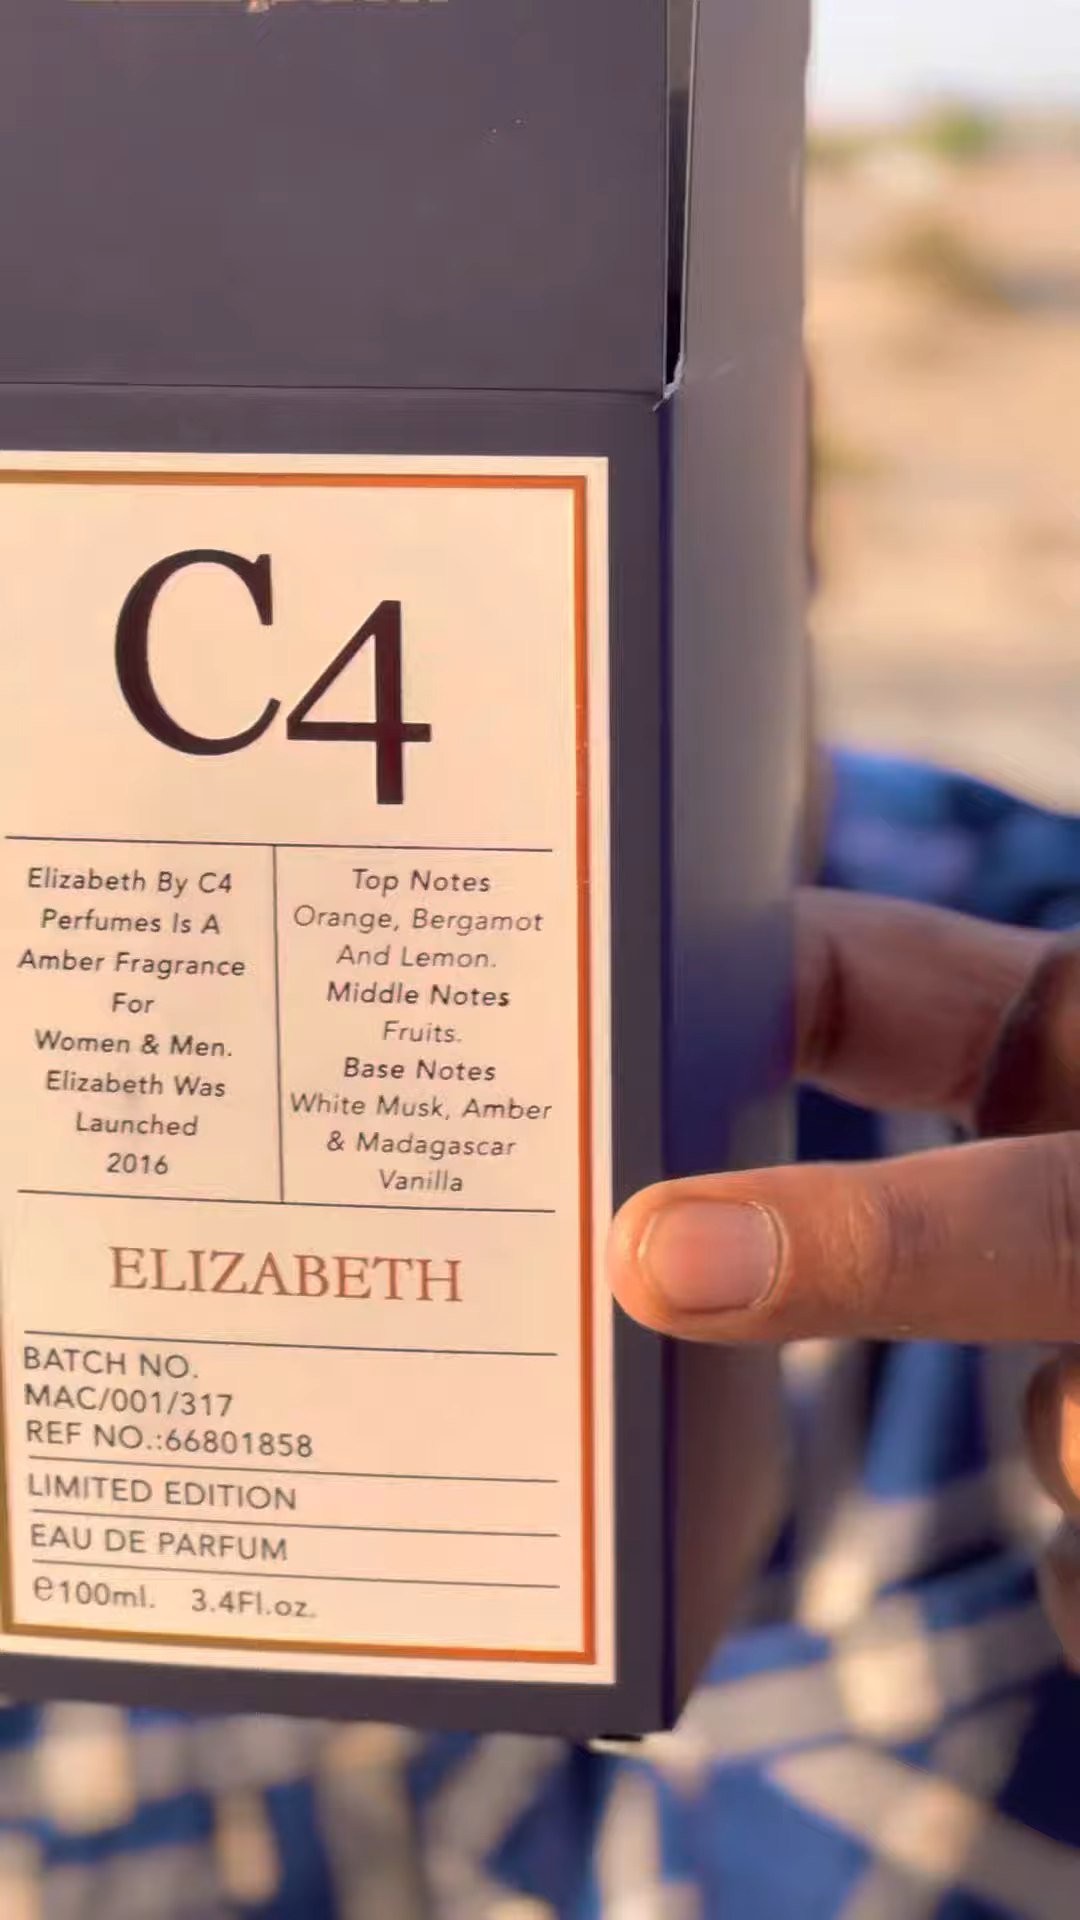 C4
Elizabeth By C4
Perfumes Is A
Amber Fragrance
For
Women & Men.
Elizabeth Was
Launched
2016
Top Notes
Orange, Bergamot
And Lemon.
Middle Notes
Fruits.
Base Notes
White Musk, Amber
& Madagascar
Vanilla
ELIZABETH
BATCH NO.
MAC/001/317
REF NO.:66801858
LIMITED EDITION
EAU DE PARFUM
℮100ml. 3.4Fl.oz.